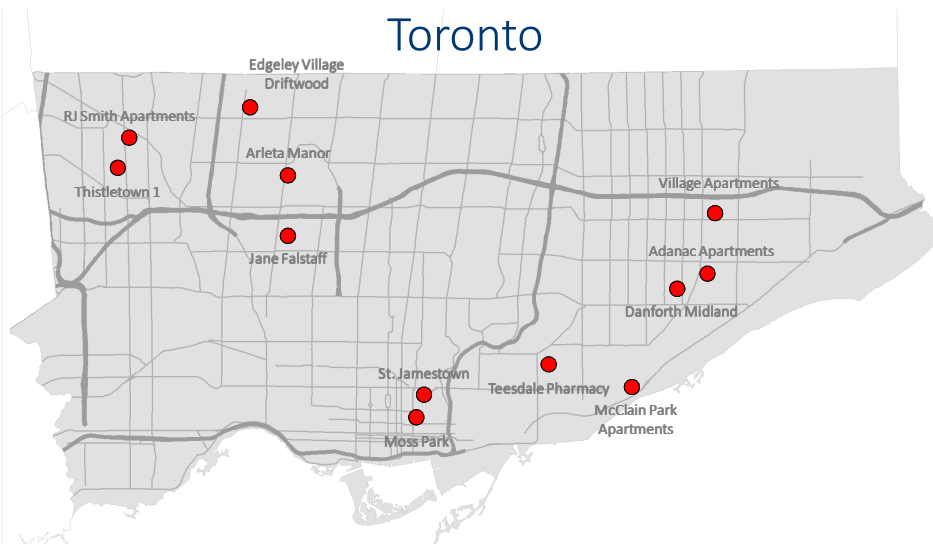 Toronto
Edgeley Village
Driftwood
RJ Smith Apartments
Arleta Manor
Thistletown 1
Village Apartments
Jane Falstaff
Adanac Apartments
Danforth Midland
St. Jamestown
Teesdale Pharmacy
McClain Park
Apartments
Moss Park